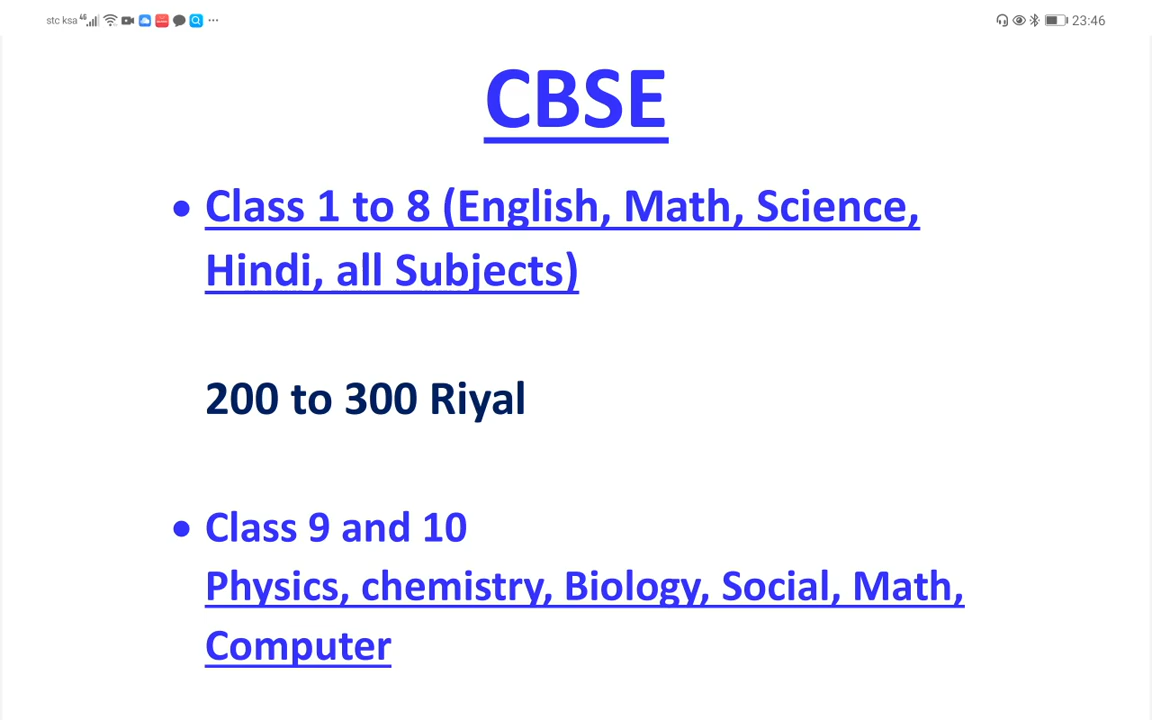 stc ksa 4G 23:46
CBSE
• Class 1 to 8 (English, Math, Science,
Hindi, all Subjects)
200 to 300 Riyal
• Class 9 and 10
Physics, chemistry, Biology, Social, Math,
Computer